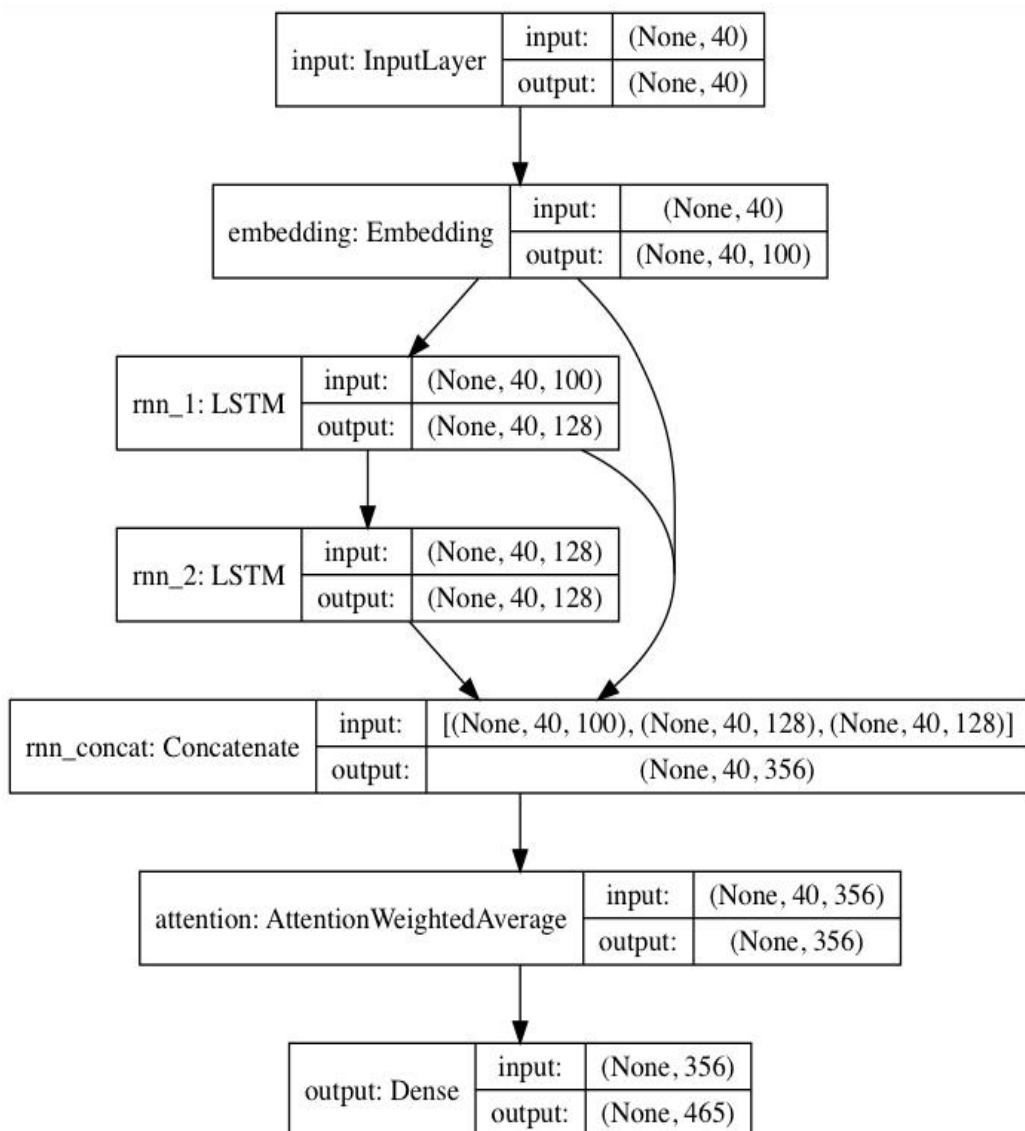 input: InputLayer
input: (None, 40)
output: (None, 40)
embedding: Embedding
input: (None, 40)
output: (None, 40, 100)
rnn_1: LSTM
input: (None, 40, 100)
output: (None, 40, 128)
rnn_2: LSTM
input: (None, 40, 128)
output: (None, 40, 128)
rnn_concat: Concatenate
input: [(None, 40, 100), (None, 40, 128), (None, 40, 128)]
output: (None, 40, 356)
attention: AttentionWeightedAverage
input: (None, 40, 356)
output: (None, 356)
output: Dense
input: (None, 356)
output: (None, 465)